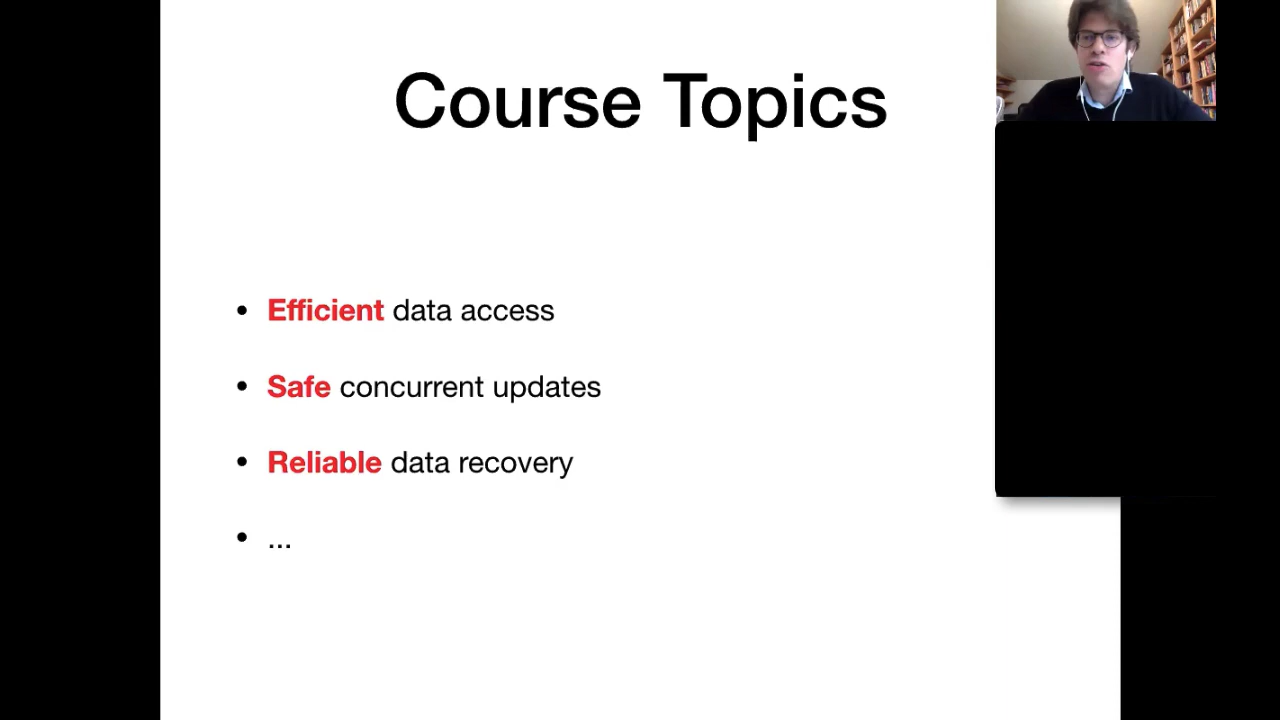 Course Topics
• Efficient data access
• Safe concurrent updates
• Reliable data recovery
• ...